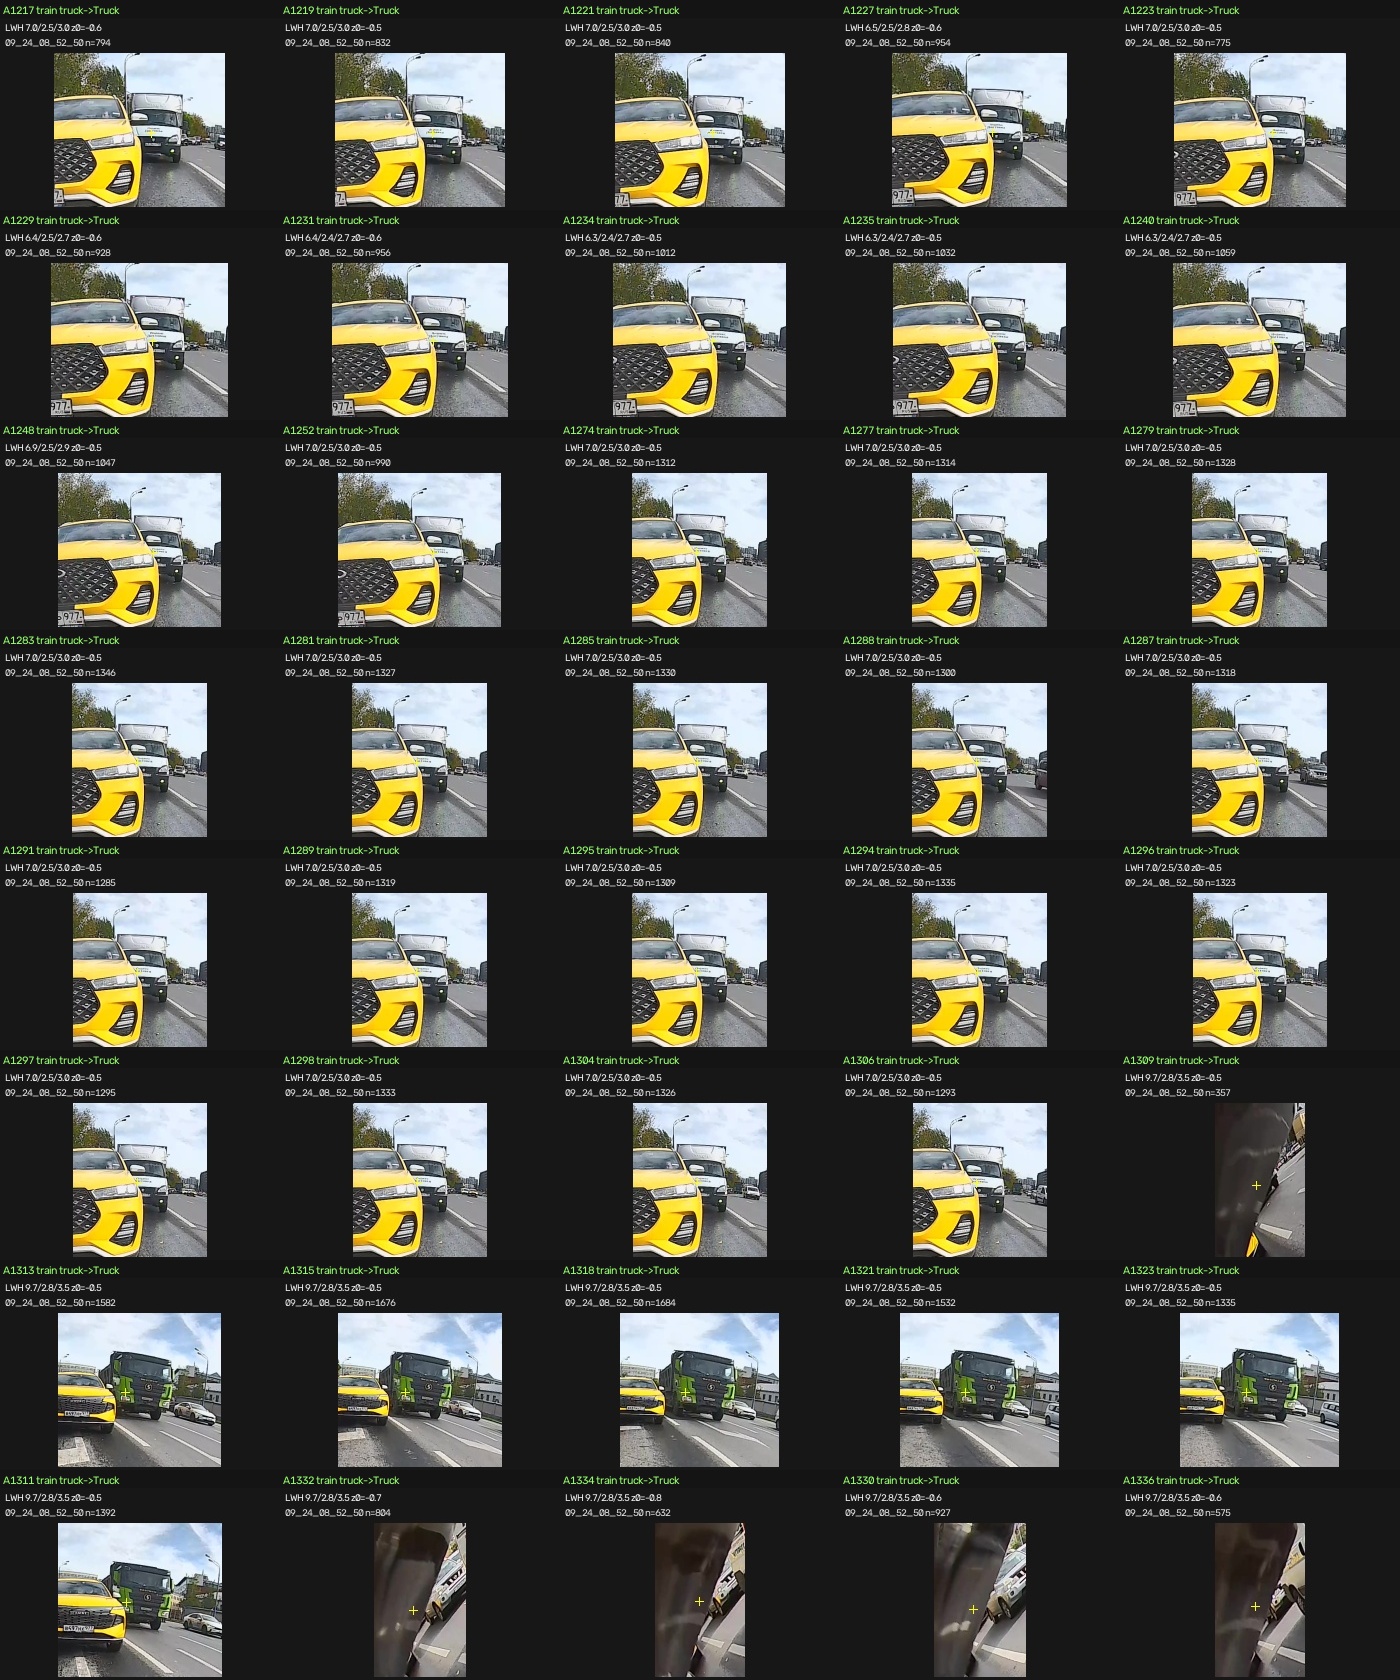 A1217 train truck->Truck
LWH 7.0/2.5/3.0 z0=-0.6
09_24_08_52_50 n=794
A1219 train truck->Truck
LWH 7.0/2.5/3.0 z0=-0.5
09_24_08_52_50 n=832
A1221 train truck->Truck
LWH 7.0/2.5/3.0 z0=-0.5
09_24_08_52_50 n=840
A1227 train truck->Truck
LWH 6.5/2.5/2.8 z0=-0.6
09_24_08_52_50 n=954
A1223 train truck->Truck
LWH 7.0/2.5/3.0 z0=-0.5
09_24_08_52_50 n=775
A1229 train truck->Truck
LWH 6.4/2.5/2.7 z0=-0.6
09_24_08_52_50 n=928
A1231 train truck->Truck
LWH 6.4/2.4/2.7 z0=-0.6
09_24_08_52_50 n=956
A1234 train truck->Truck
LWH 6.3/2.4/2.7 z0=-0.5
09_24_08_52_50 n=1012
A1235 train truck->Truck
LWH 6.3/2.4/2.7 z0=-0.5
09_24_08_52_50 n=1032
A1240 train truck->Truck
LWH 6.3/2.4/2.7 z0=-0.5
09_24_08_52_50 n=1059
A1248 train truck->Truck
LWH 6.9/2.5/2.9 z0=-0.5
09_24_08_52_50 n=1047
A1252 train truck->Truck
LWH 7.0/2.5/3.0 z0=-0.5
09_24_08_52_50 n=990
A1274 train truck->Truck
LWH 7.0/2.5/3.0 z0=-0.5
09_24_08_52_50 n=1312
A1277 train truck->Truck
LWH 7.0/2.5/3.0 z0=-0.5
09_24_08_52_50 n=1314
A1279 train truck->Truck
LWH 7.0/2.5/3.0 z0=-0.5
09_24_08_52_50 n=1328
A1283 train truck->Truck
LWH 7.0/2.5/3.0 z0=-0.5
09_24_08_52_50 n=1346
A1281 train truck->Truck
LWH 7.0/2.5/3.0 z0=-0.5
09_24_08_52_50 n=1327
A1285 train truck->Truck
LWH 7.0/2.5/3.0 z0=-0.5
09_24_08_52_50 n=1330
A1288 train truck->Truck
LWH 7.0/2.5/3.0 z0=-0.5
09_24_08_52_50 n=1300
A1287 train truck->Truck
LWH 7.0/2.5/3.0 z0=-0.5
09_24_08_52_50 n=1318
A1291 train truck->Truck
LWH 7.0/2.5/3.0 z0=-0.5
09_24_08_52_50 n=1285
A1289 train truck->Truck
LWH 7.0/2.5/3.0 z0=-0.5
09_24_08_52_50 n=1319
A1295 train truck->Truck
LWH 7.0/2.5/3.0 z0=-0.5
09_24_08_52_50 n=1309
A1294 train truck->Truck
LWH 7.0/2.5/3.0 z0=-0.5
09_24_08_52_50 n=1335
A1296 train truck->Truck
LWH 7.0/2.5/3.0 z0=-0.5
09_24_08_52_50 n=1323
A1297 train truck->Truck
LWH 7.0/2.5/3.0 z0=-0.5
09_24_08_52_50 n=1295
A1298 train truck->Truck
LWH 7.0/2.5/3.0 z0=-0.5
09_24_08_52_50 n=1333
A1304 train truck->Truck
LWH 7.0/2.5/3.0 z0=-0.5
09_24_08_52_50 n=1326
A1306 train truck->Truck
LWH 7.0/2.5/3.0 z0=-0.5
09_24_08_52_50 n=1293
A1309 train truck->Truck
LWH 9.7/2.8/3.5 z0=-0.5
09_24_08_52_50 n=357
A1313 train truck->Truck
LWH 9.7/2.8/3.5 z0=-0.5
09_24_08_52_50 n=1582
A1315 train truck->Truck
LWH 9.7/2.8/3.5 z0=-0.5
09_24_08_52_50 n=1676
A1318 train truck->Truck
LWH 9.7/2.8/3.5 z0=-0.5
09_24_08_52_50 n=1684
A1321 train truck->Truck
LWH 9.7/2.8/3.5 z0=-0.5
09_24_08_52_50 n=1532
A1323 train truck->Truck
LWH 9.7/2.8/3.5 z0=-0.5
09_24_08_52_50 n=1335
A1311 train truck->Truck
LWH 9.7/2.8/3.5 z0=-0.5
09_24_08_52_50 n=1392
A1332 train truck->Truck
LWH 9.7/2.8/3.5 z0=-0.7
09_24_08_52_50 n=804
A1334 train truck->Truck
LWH 9.7/2.8/3.5 z0=-0.8
09_24_08_52_50 n=632
A1330 train truck->Truck
LWH 9.7/2.8/3.5 z0=-0.6
09_24_08_52_50 n=927
A1336 train truck->Truck
LWH 9.7/2.8/3.5 z0=-0.6
09_24_08_52_50 n=575